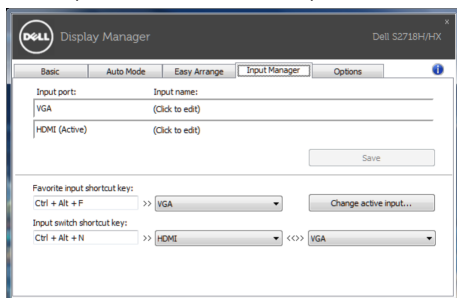 DELL Display Manager Dell S2718H/HX
Basic Auto Mode Easy Arrange Input Manager Options
Input port: Input name:
VGA (Click to edit)
HDMI (Active) (Click to edit)
Save
Favorite input shortcut key:
Ctrl + Alt + F >> VGA Change active input...
Input switch shortcut key:
Ctrl + Alt + N >> HDMI <<>> VGA